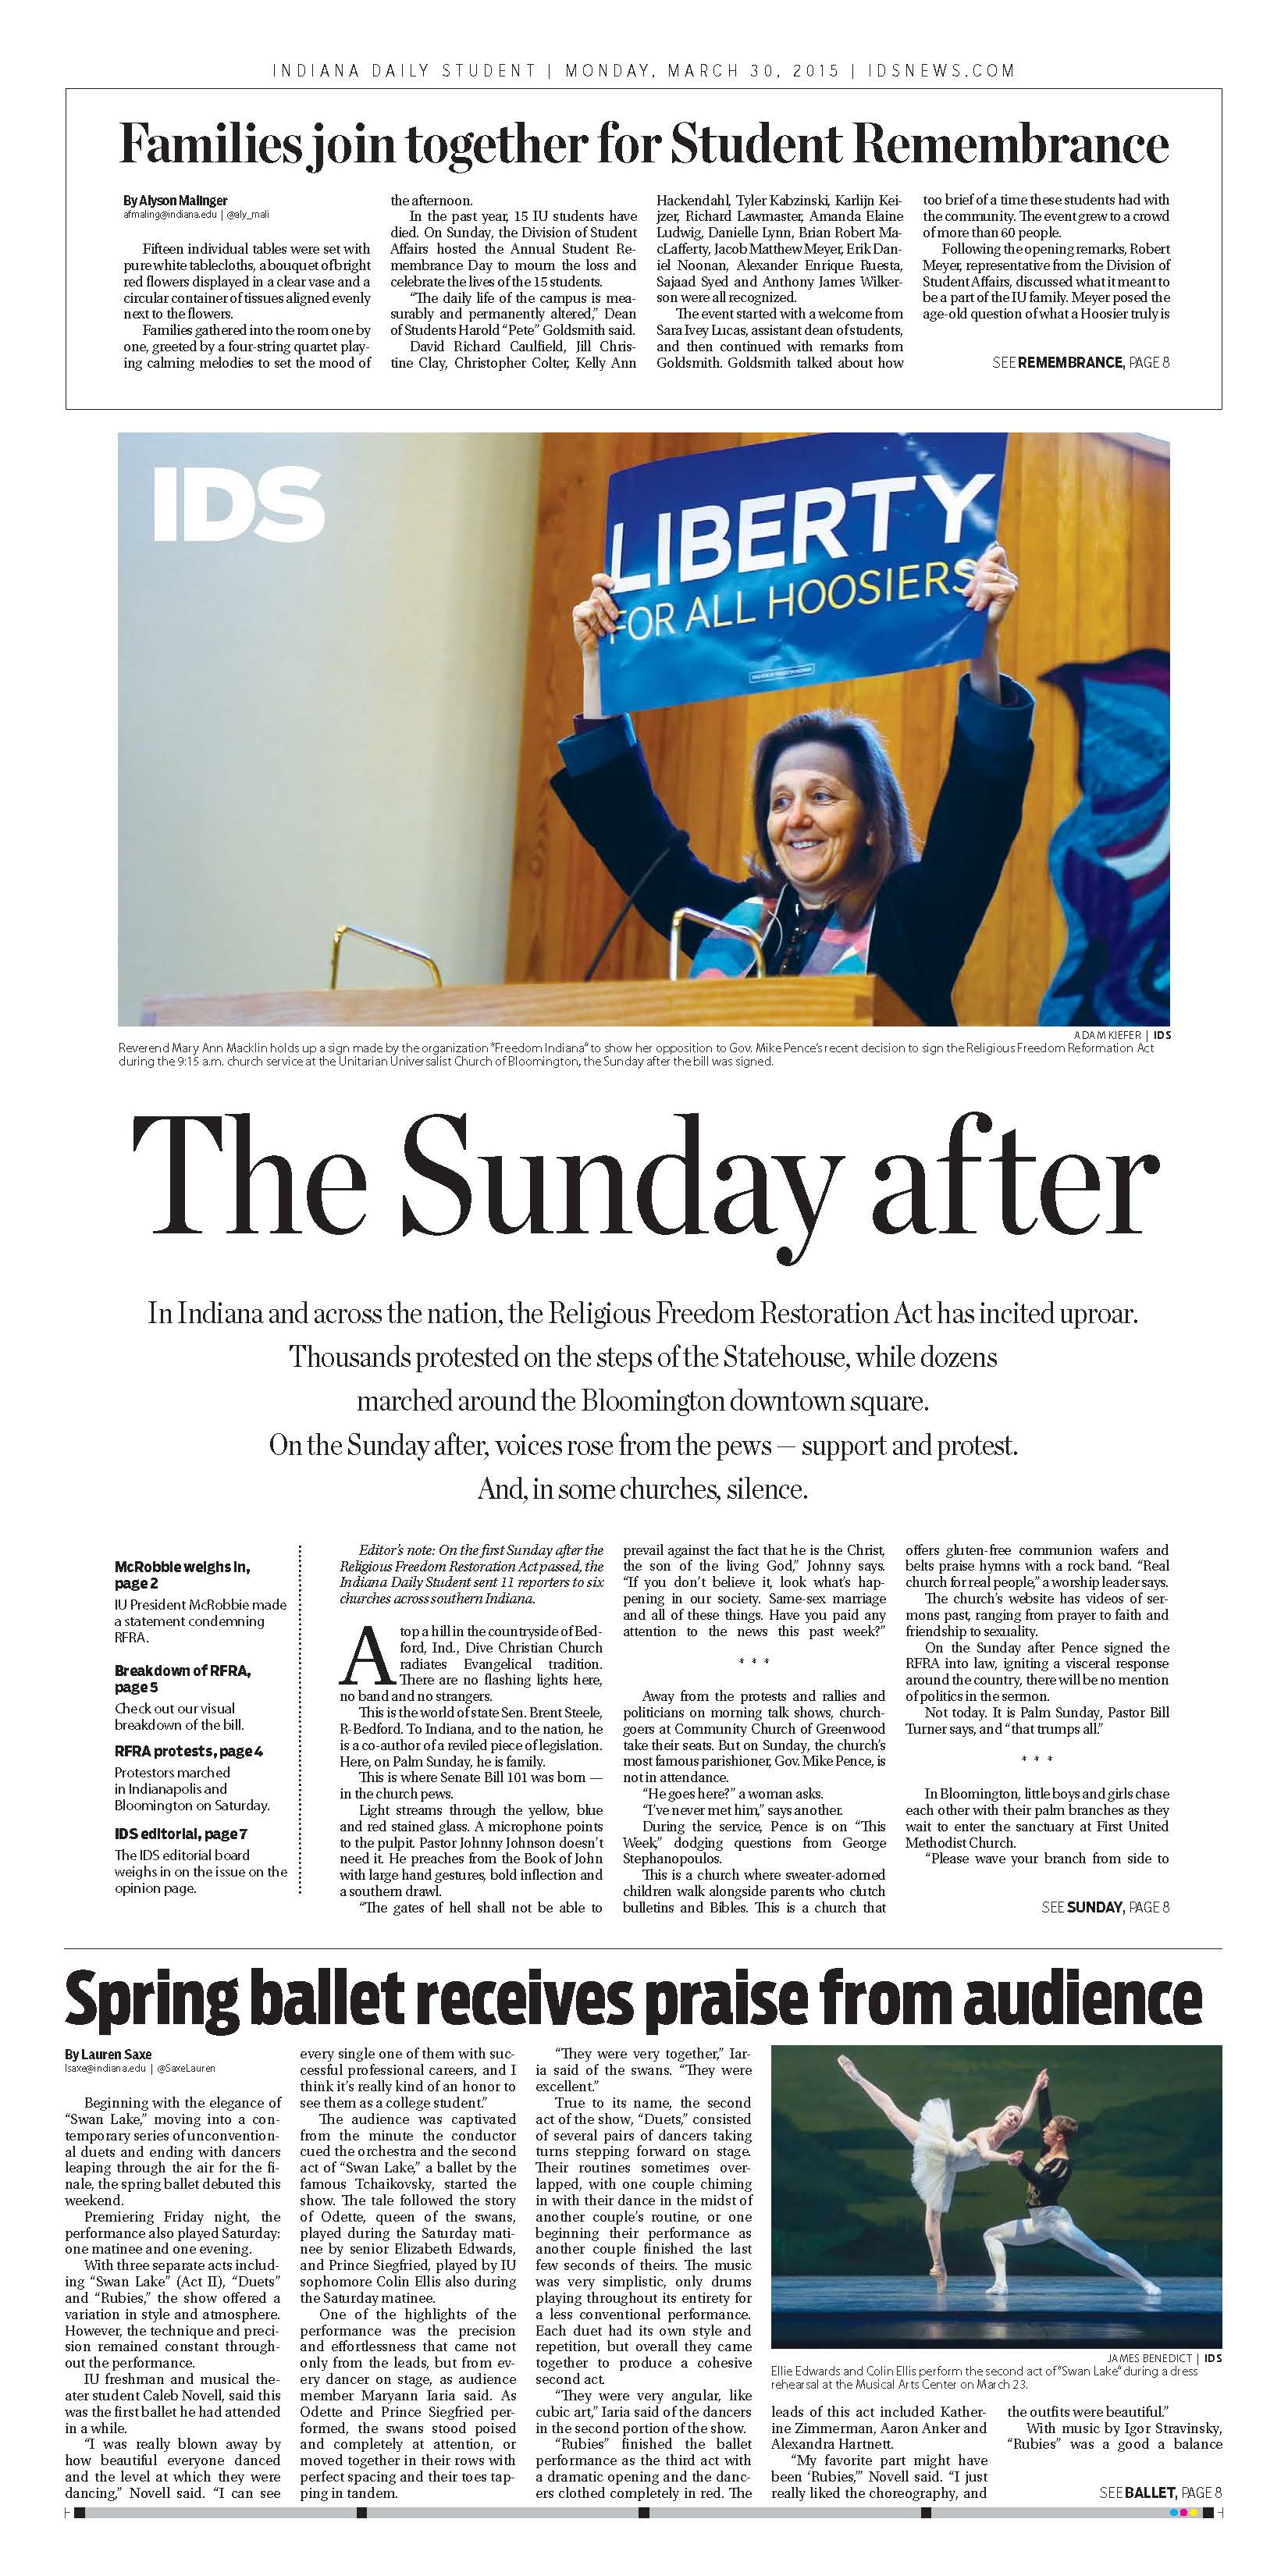 INDIANA DAILY STUDENT | MONDAY, MARCH 30, 2015 | IDSNEWS.COM
Families join together for Student Remembrance
By Alyson Malinger
afmaling@indiana.edu | @aly_mali
Fifteen individual tables were set with
pure white tablecloths, a bouquet of bright
red flowers displayed in a clear vase and a
circular container of tissues aligned evenly
next to the flowers.
Families gathered into the room one by
one, greeted by a four-string quartet play-
ing calming melodies to set the mood of
the afternoon.
In the past year, 15 IU students have
died. On Sunday, the Division of Student
Affairs hosted the Annual Student Re-
membrance Day to mourn the loss and
celebrate the lives of the 15 students.
“The daily life of the campus is mea-
surably and permanently altered,” Dean
of Students Harold “Pete” Goldsmith said.
David Richard Caulfield, Jill Chris-
tine Clay, Christopher Colter, Kelly Ann
Hackendahl, Tyler Kabzinski, Karlijn Kei-
jzer, Richard Lawmaster, Amanda Elaine
Ludwig, Danielle Lynn, Brian Robert Ma-
cLafferty, Jacob Matthew Meyer, Erik Dan-
iel Noonan, Alexander Enrique Ruesta,
Sajaad Syed and Anthony James Wilker-
son were all recognized.
The event started with a welcome from
Sara Ivey Lucas, assistant dean of students,
and then continued with remarks from
Goldsmith. Goldsmith talked about how
too brief of a time these students had with
the community. The event grew to a crowd
of more than 60 people.
Following the opening remarks, Robert
Meyer, representative from the Division of
Student Affairs, discussed what it meant to
be a part of the IU family. Meyer posed the
age-old question of what a Hoosier truly is
SEE REMEMBRANCE, PAGE 8
IDS
LIBERTY
FOR ALL HOOSIERS
ADAM KIEFER | IDS
Reverend Mary Ann Macklin holds up a sign made by the organization “Freedom Indiana” to show her opposition to Gov. Mike Pence’s recent decision to sign the Religious Freedom Reformation Act
during the 9:15 a.m. church service at the Unitarian Universalist Church of Bloomington, the Sunday after the bill was signed.
The Sunday after
In Indiana and across the nation, the Religious Freedom Restoration Act has incited uproar.
Thousands protested on the steps of the Statehouse, while dozens
marched around the Bloomington downtown square.
On the Sunday after, voices rose from the pews — support and protest.
And, in some churches, silence.
McRobbie weighs in,
page 2
IU President McRobbie made
a statement condemning
RFRA.
Breakdown of RFRA,
page 5
Check out our visual
breakdown of the bill.
RFRA protests, page 4
Protestors marched
in Indianapolis and
Bloomington on Saturday.
IDS editorial, page 7
The IDS editorial board
weighs in on the issue on the
opinion page.
Editor’s note: On the first Sunday after the
Religious Freedom Restoration Act passed, the
Indiana Daily Student sent 11 reporters to six
churches across southern Indiana.
Atop a hill in the countryside of Bed-
ford, Ind., Dive Christian Church
radiates Evangelical tradition.
There are no flashing lights here,
no band and no strangers.
This is the world of state Sen. Brent Steele,
R-Bedford. To Indiana, and to the nation, he
is a co-author of a reviled piece of legislation.
Here, on Palm Sunday, he is family.
This is where Senate Bill 101 was born —
in the church pews.
Light streams through the yellow, blue
and red stained glass. A microphone points
to the pulpit. Pastor Johnny Johnson doesn’t
need it. He preaches from the Book of John
with large hand gestures, bold inflection and
a southern drawl.
“The gates of hell shall not be able to
prevail against the fact that he is the Christ,
the son of the living God,” Johnny says.
“If you don’t believe it, look what’s hap-
pening in our society. Same-sex marriage
and all of these things. Have you paid any
attention to the news this past week?”
* * *
Away from the protests and rallies and
politicians on morning talk shows, church-
goers at Community Church of Greenwood
take their seats. But on Sunday, the church’s
most famous parishioner, Gov. Mike Pence, is
not in attendance.
“He goes here?” a woman asks.
“I’ve never met him,” says another.
During the service, Pence is on “This
Week,” dodging questions from George
Stephanopoulos.
This is a church where sweater-adorned
children walk alongside parents who clutch
bulletins and Bibles. This is a church that
offers gluten-free communion wafers and
belts praise hymns with a rock band. “Real
church for real people,” a worship leader says.
The church’s website has videos of ser-
mons past, ranging from prayer to faith and
friendship to sexuality.
On the Sunday after Pence signed the
RFRA into law, igniting a visceral response
around the country, there will be no mention
of politics in the sermon.
Not today. It is Palm Sunday, Pastor Bill
Turner says, and “that trumps all.”
* * *
In Bloomington, little boys and girls chase
each other with their palm branches as they
wait to enter the sanctuary at First United
Methodist Church.
“Please wave your branch from side to
SEE SUNDAY, PAGE 8
Spring ballet receives praise from audience
By Lauren Saxe
lsaxe@indiana.edu | @SaxeLauren
Beginning with the elegance of
“Swan Lake,” moving into a con-
temporary series of unconvention-
al duets and ending with dancers
leaping through the air for the fi-
nale, the spring ballet debuted this
weekend.
Premiering Friday night, the
performance also played Saturday:
one matinee and one evening.
With three separate acts includ-
ing “Swan Lake” (Act II), “Duets”
and “Rubies,” the show offered a
variation in style and atmosphere.
However, the technique and preci-
sion remained constant through-
out the performance.
IU freshman and musical the-
ater student Caleb Novell, said this
was the first ballet he had attended
in a while.
“I was really blown away by
how beautiful everyone danced
and the level at which they were
dancing,” Novell said. “I can see
every single one of them with suc-
cessful professional careers, and I
think it’s really kind of an honor to
see them as a college student.”
The audience was captivated
from the minute the conductor
cued the orchestra and the second
act of “Swan Lake,” a ballet by the
famous Tchaikovsky, started the
show. The tale followed the story
of Odette, queen of the swans,
played during the Saturday mati-
nee by senior Elizabeth Edwards,
and Prince Siegfried, played by IU
sophomore Colin Ellis also during
the Saturday matinee.
One of the highlights of the
performance was the precision
and effortlessness that came not
only from the leads, but from ev-
ery dancer on stage, as audience
member Maryann Iaria said. As
Odette and Prince Siegfried per-
formed, the swans stood poised
and completely at attention, or
moved together in their rows with
perfect spacing and their toes tap-
ping in tandem.
“They were very together,” Iar-
ia said of the swans. “They were
excellent.”
True to its name, the second
act of the show, “Duets,” consisted
of several pairs of dancers taking
turns stepping forward on stage.
Their routines sometimes over-
lapped, with one couple chiming
in with their dance in the midst of
another couple’s routine, or one
beginning their performance as
another couple finished the last
few seconds of theirs. The music
was very simplistic, only drums
playing throughout its entirety for
a less conventional performance.
Each duet had its own style and
repetition, but overall they came
together to produce a cohesive
second act.
“They were very angular, like
cubic art,” Iaria said of the dancers
in the second portion of the show.
“Rubies” finished the ballet
performance as the third act with
a dramatic opening and the danc-
ers clothed completely in red. The
JAMES BENEDICT | IDS
Ellie Edwards and Colin Ellis perform the second act of “Swan Lake” during a dress
rehearsal at the Musical Arts Center on March 23.
leads of this act included Kather-
ine Zimmerman, Aaron Anker and
Alexandra Hartnett.
“My favorite part might have
been ‘Rubies,’” Novell said. “I just
really liked the choreography, and
the outfits were beautiful.”
With music by Igor Stravinsky,
“Rubies” was a good a balance
SEE BALLET, PAGE 8